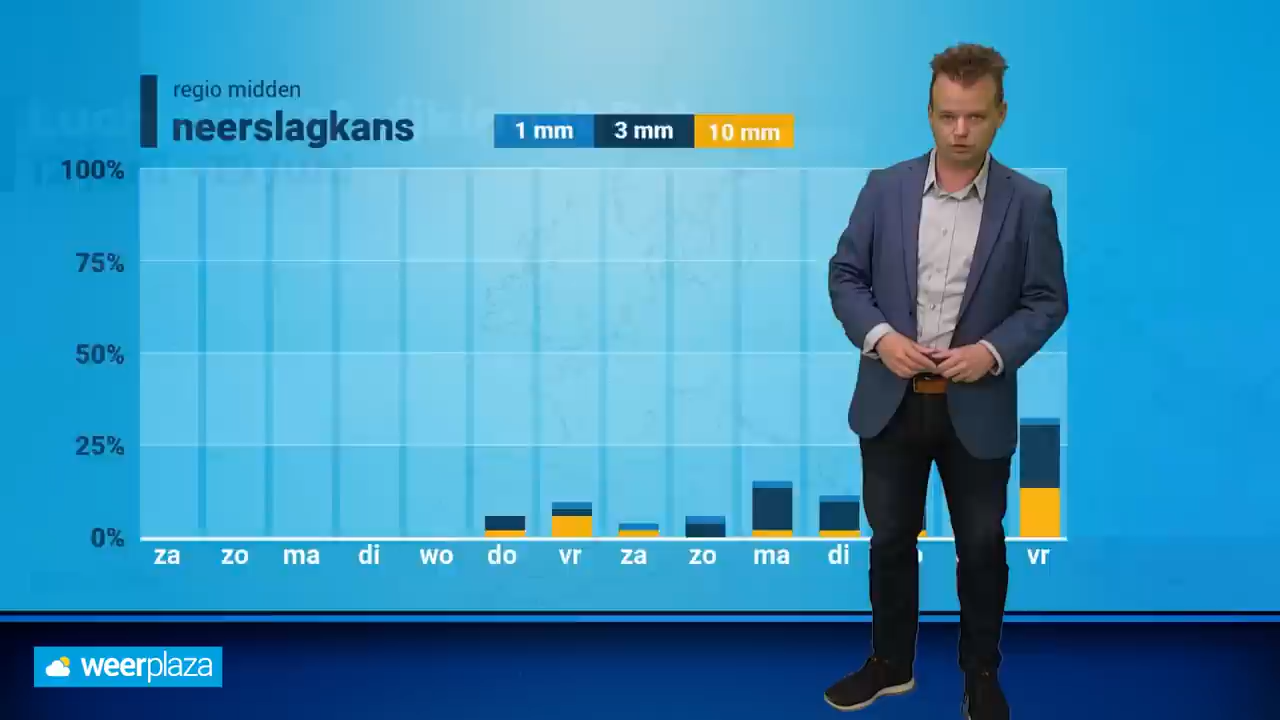 regio midden
neerslagkans
1 mm 3 mm 10 mm
100%
75%
50%
25%
0%
za zo ma di wo do vr za zo ma di vr
weerplaza